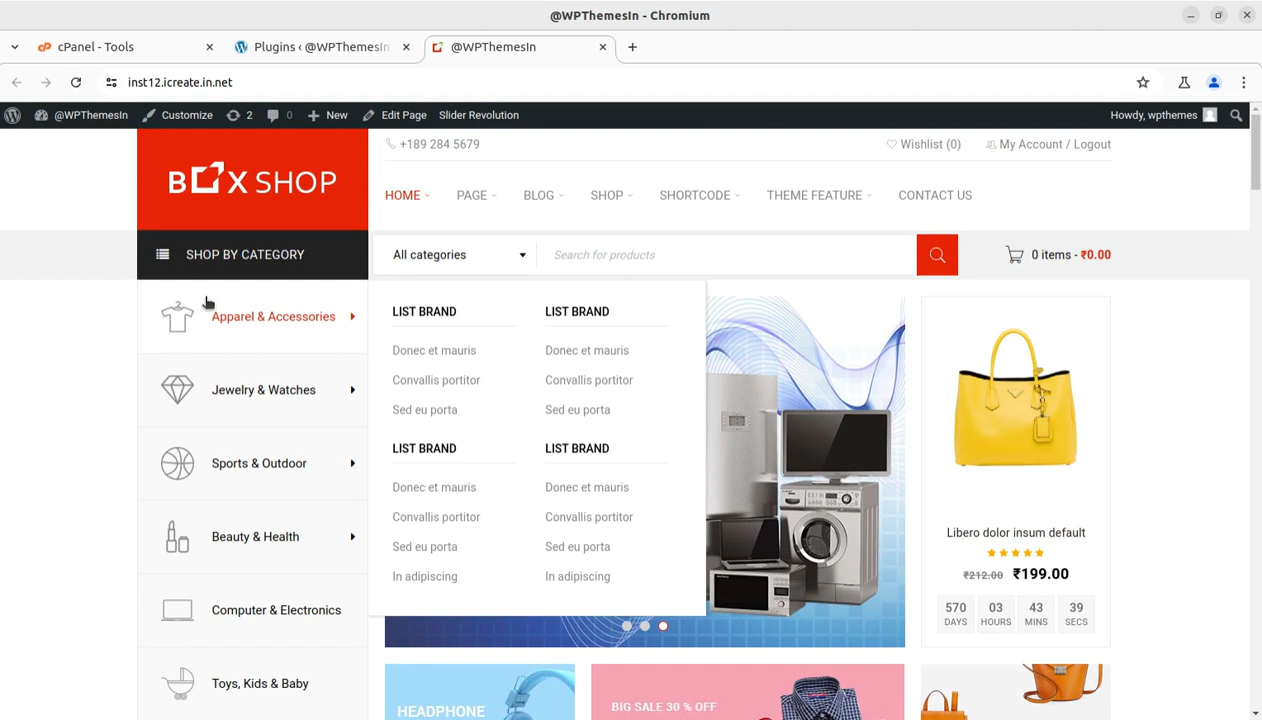 @WPThemesIn - Chromium
cPanel - Tools
Plugins ‹ @WPThemesIn
@WPThemesIn
inst12.icreate.in.net
@WPThemesIn Customize 2 0 New Edit Page Slider Revolution Howdy, wpthemes
BOX SHOP
+189 284 5679
Wishlist (0)
My Account / Logout
HOME PAGE BLOG SHOP SHORTCODE THEME FEATURE CONTACT US
SHOP BY CATEGORY
All categories
Search for products
0 items - ₹0.00
Apparel & Accessories
Jewelry & Watches
Sports & Outdoor
Beauty & Health
Computer & Electronics
Toys, Kids & Baby
LIST BRAND
Donec et mauris
Convallis portitor
Sed eu porta
LIST BRAND
Donec et mauris
Convallis portitor
Sed eu porta
LIST BRAND
Donec et mauris
Convallis portitor
Sed eu porta
In adipiscing
LIST BRAND
Donec et mauris
Convallis portitor
Sed eu porta
In adipiscing
Libero dolor insum default
₹212.00 ₹199.00
570 03 43 39
DAYS HOURS MINS SECS
HEADPHONE
BIG SALE 30 % OFF